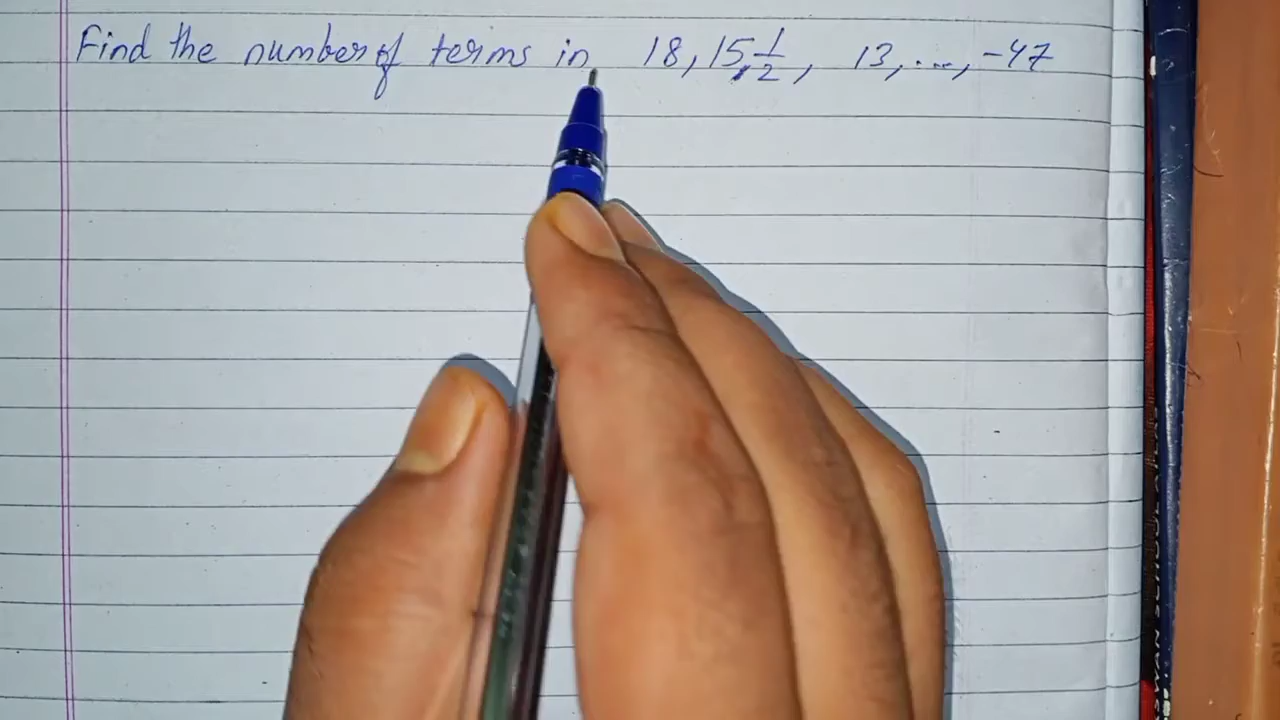 Find the number of terms in 18, 15 1/2, 13, ..., -47